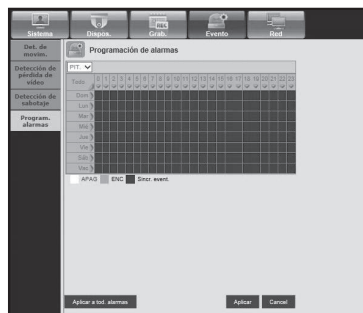 REC
Sistema Dispos. Grab. Evento Red
Det. de movim.
Detección de pérdida de vídeo
Detección de sabotaje
Program. alarmas
Programación de alarmas
PIT.
Todo 0 1 2 3 4 5 6 7 8 9 10 11 12 13 14 15 16 17 18 19 20 21 22 23
Dom
Lun
Mar
Mié
Jue
Vie
Sáb
Vac
APAG ENC Sincr. event.
Aplicar a tod. alarmas Aplicar Cancel